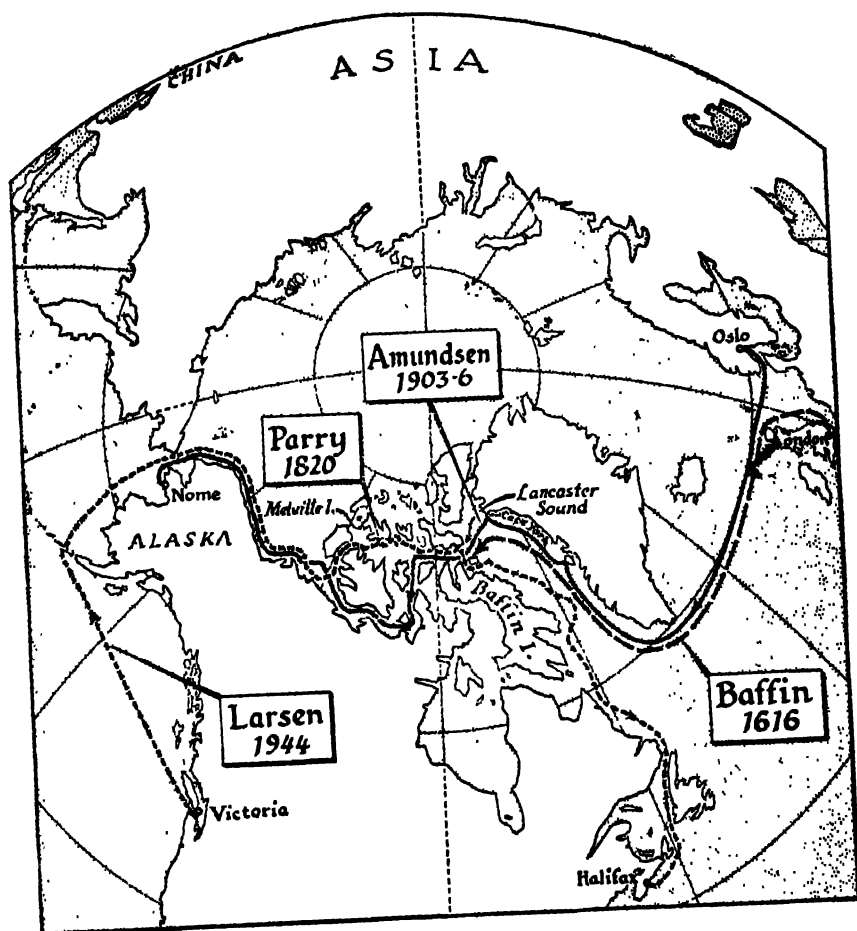 CHINA
ASIA
Oslo
Amundsen
1903-6
London
Parry
1820
Nome
Melville I.
Lancaster
Sound
ALASKA
Baffin I.
Larsen
1944
Baffin
1616
Victoria
Halifax